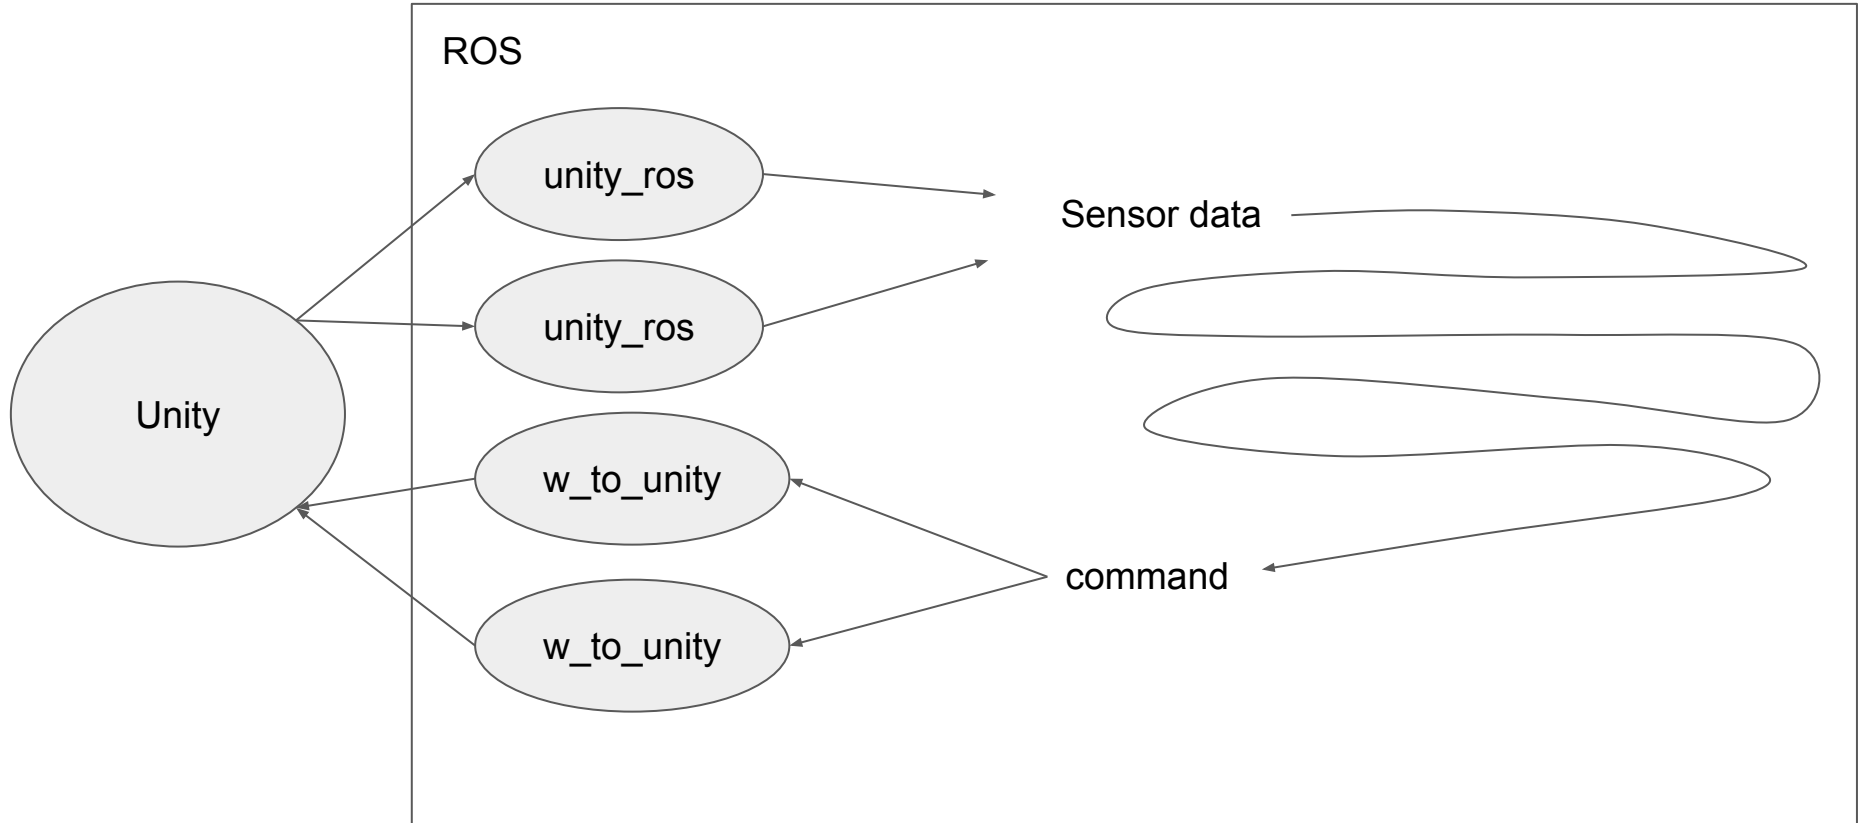 ROS
unity_ros
Sensor data
unity_ros
Unity
w_to_unity
command
w_to_unity